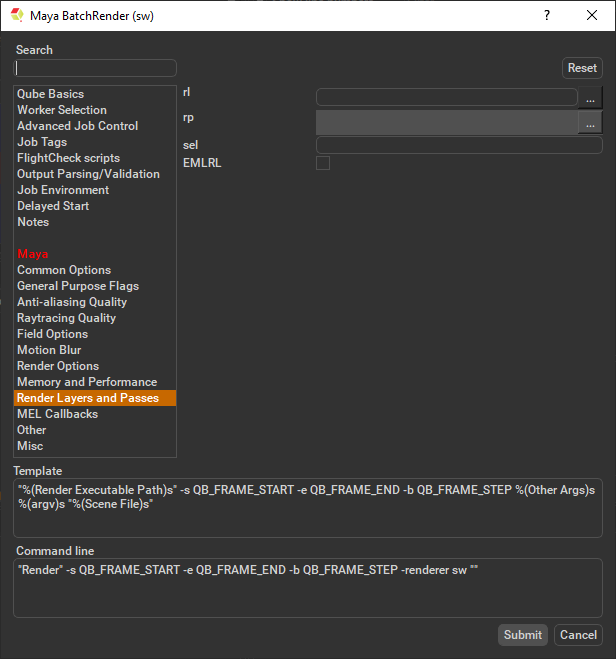 Maya BatchRender (sw)
?
Search
Reset
Qube Basics
Worker Selection
Advanced Job Control
Job Tags
FlightCheck scripts
Output Parsing/Validation
Job Environment
Delayed Start
Notes
Maya
Common Options
General Purpose Flags
Anti-aliasing Quality
Raytracing Quality
Field Options
Motion Blur
Render Options
Memory and Performance
Render Layers and Passes
MEL Callbacks
Other
Misc
rl
...
rp
...
sel
EMLRL
Template
"%(Render Executable Path)s" -s QB_FRAME_START -e QB_FRAME_END -b QB_FRAME_STEP %(Other Args)s
%(argv)s "%(Scene File)s"
Command line
"Render" -s QB_FRAME_START -e QB_FRAME_END -b QB_FRAME_STEP -renderer sw ""
Submit
Cancel